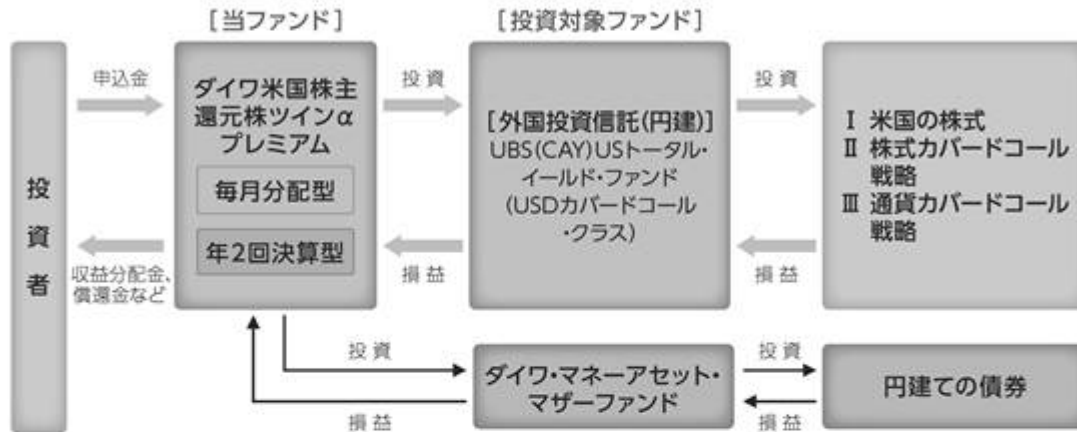 [当ファンド]
[投資対象ファンド]
投資者
申込金
収益分配金、
償還金など
ダイワ米国株主
還元株ツインα
プレミアム
毎月分配型
年2回決算型
投資
損益
[外国投資信託(円建)]
UBS(CAY)USトータル・
イールド・ファンド
(USDカバードコール
・クラス)
投資
損益
Ⅰ 米国の株式
Ⅱ 株式カバードコール
戦略
Ⅲ 通貨カバードコール
戦略
投資
損益
ダイワ・マネーアセット・
マザーファンド
投資
損益
円建ての債券